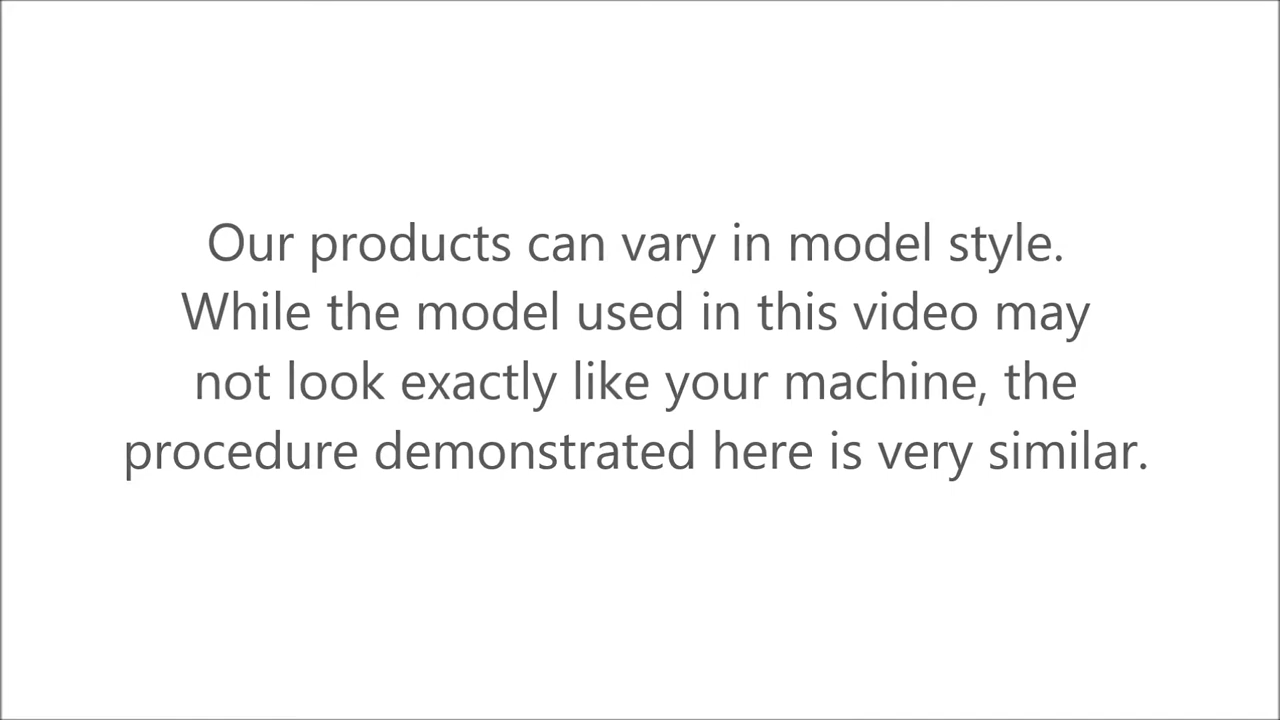 Our products can vary in model style.
While the model used in this video may
not look exactly like your machine, the
procedure demonstrated here is very similar.